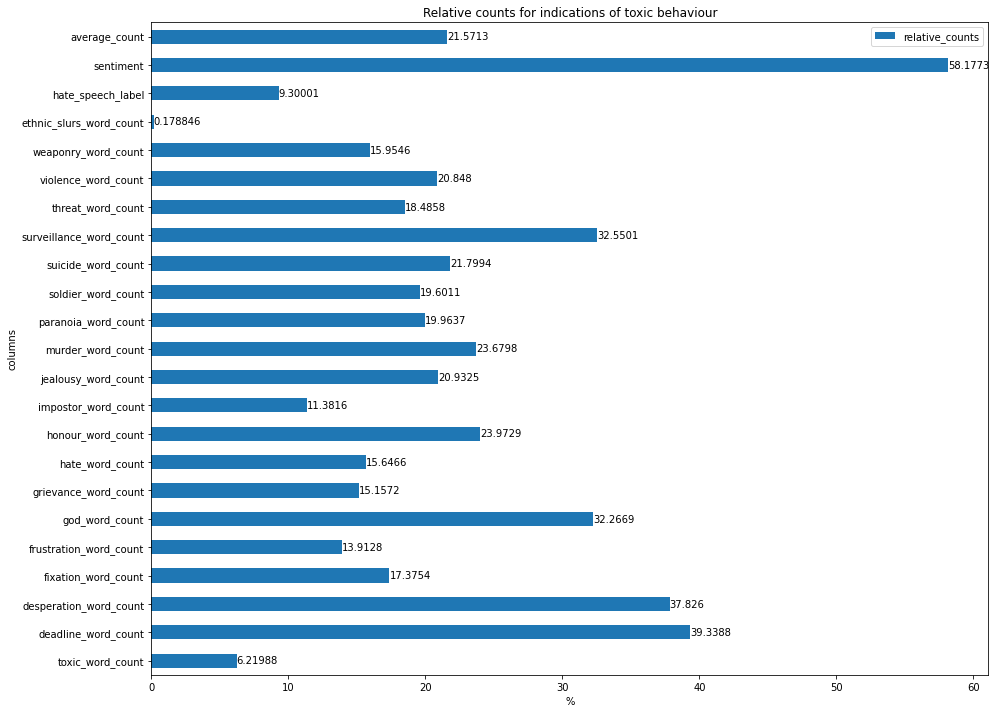 Relative counts for indications of toxic behaviour
relative_counts
average_count 21.5713
sentiment 58.1773
hate_speech_label 9.30001
ethnic_slurs_word_count 0.178846
weaponry_word_count 15.9546
violence_word_count 20.848
threat_word_count 18.4858
surveillance_word_count 32.5501
suicide_word_count 21.7994
soldier_word_count 19.6011
paranoia_word_count 19.9637
murder_word_count 23.6798
jealousy_word_count 20.9325
impostor_word_count 11.3816
honour_word_count 23.9729
hate_word_count 15.6466
grievance_word_count 15.1572
god_word_count 32.2669
frustration_word_count 13.9128
fixation_word_count 17.3754
desperation_word_count 37.826
deadline_word_count 39.3388
toxic_word_count 6.21988
columns
0 10 20 30 40 50 60
%